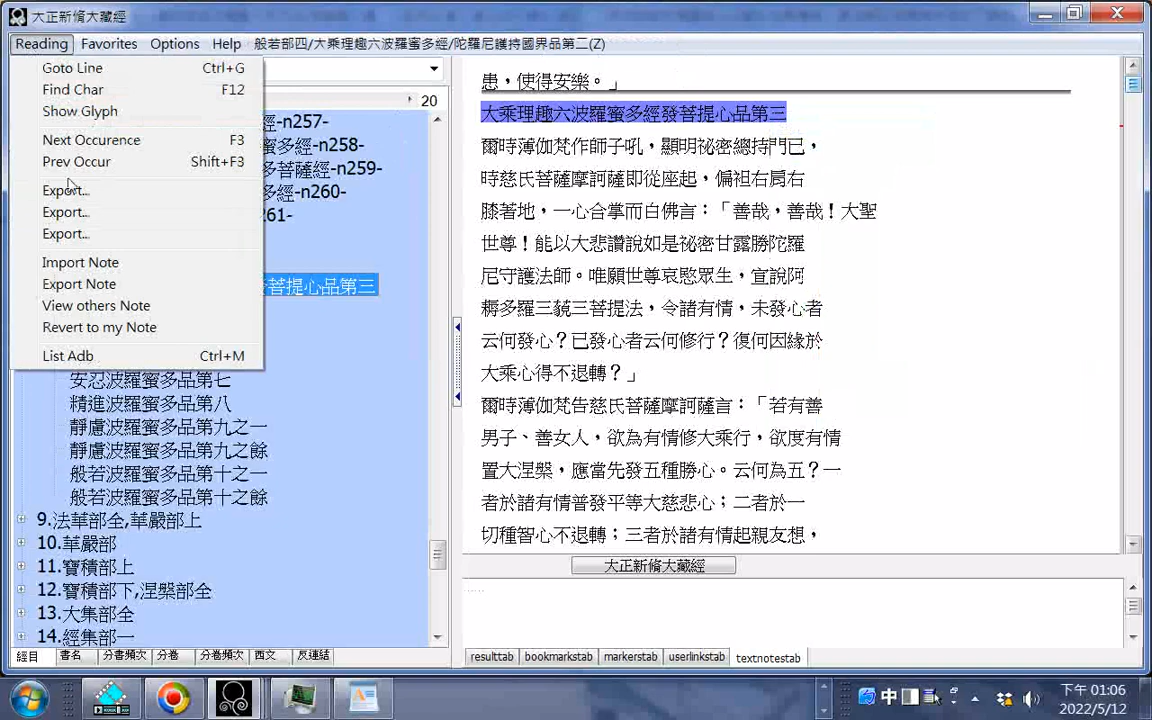 大正新脩大藏經
Reading Favorites Options Help 般若部四/大乘理趣六波羅蜜多經/陀羅尼護持國界品第二(Z)
Goto Line Ctrl+G
Find Char F12
Show Glyph
Next Occurence F3
Prev Occur Shift+F3
Export...
Export...
Export...
Import Note
Export Note
View others Note
Revert to my Note
List Adb Ctrl+M
20
經-n257-
蜜多經-n258-
多菩薩經-n259-
多經-n260-
261-
菩提心品第三
安忍波羅蜜多品第七
精進波羅蜜多品第八
靜慮波羅蜜多品第九之一
靜慮波羅蜜多品第九之餘
般若波羅蜜多品第十之一
般若波羅蜜多品第十之餘
9.法華部全,華嚴部上
10.華嚴部
11.寶積部上
12.寶積部下,涅槃部全
13.大集部全
14.經集部一
經目 書名 分書頻次 分卷 分卷頻次 西文 反連結
患，使得安樂。」
大乘理趣六波羅蜜多經發菩提心品第三
爾時薄伽梵作師子吼，顯明祕密總持門已，
時慈氏菩薩摩訶薩即從座起，偏袒右肩右
膝著地，一心合掌而白佛言：「善哉，善哉！大聖
世尊！能以大悲讚說如是祕密甘露勝陀羅
尼守護法師。唯願世尊哀愍眾生，宣說阿
耨多羅三藐三菩提法，令諸有情，未發心者
云何發心？已發心者云何修行？復何因緣於
大乘心得不退轉？」
爾時薄伽梵告慈氏菩薩摩訶薩言：「若有善
男子、善女人，欲為有情修大乘行，欲度有情
置大涅槃，應當先發五種勝心。云何為五？一
者於諸有情普發平等大慈悲心；二者於一
切種智心不退轉；三者於諸有情起親友想，
大正新脩大藏經
resulttab bookmarkstab markerstab userlinkstab textnotestab
中
下午 01:06
2022/5/12